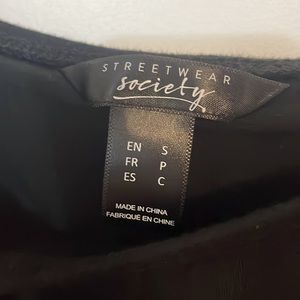 STREETWEAR
society
EN S
FR P
ES C
MADE IN CHINA
FABRIQUÉ EN CHINE